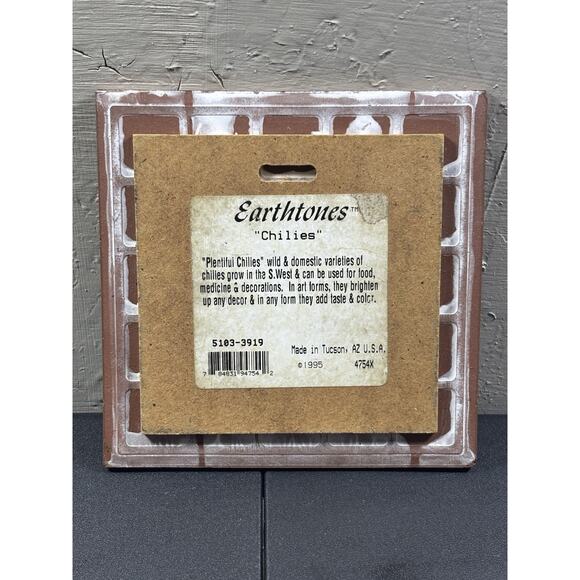 Earthtones™
"Chilies"
"Plentiful Chilies" wild & domestic varieties of
chilies grow in the S.West & can be used for food,
medicine & decorations. In art forms, they brighten
up any decor & in any form they add taste & color.
5103-3919
Made in Tucson, AZ U.S.A.
7 04831 94754 2
©1995 4754X